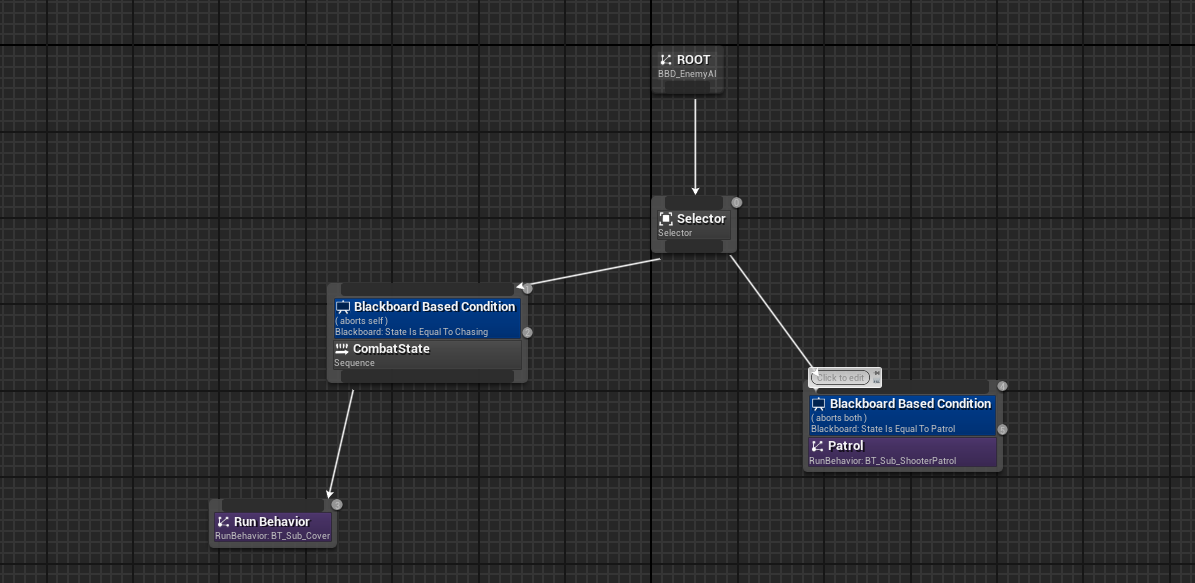 ROOT
BBD_EnemyAI
Selector
Selector
Blackboard Based Condition
( aborts self )
Blackboard: State Is Equal To Chasing
CombatState
Sequence
Click to edit
Blackboard Based Condition
( aborts both )
Blackboard: State Is Equal To Patrol
Patrol
RunBehavior: BT_Sub_ShooterPatrol
Run Behavior
RunBehavior: BT_Sub_Cover